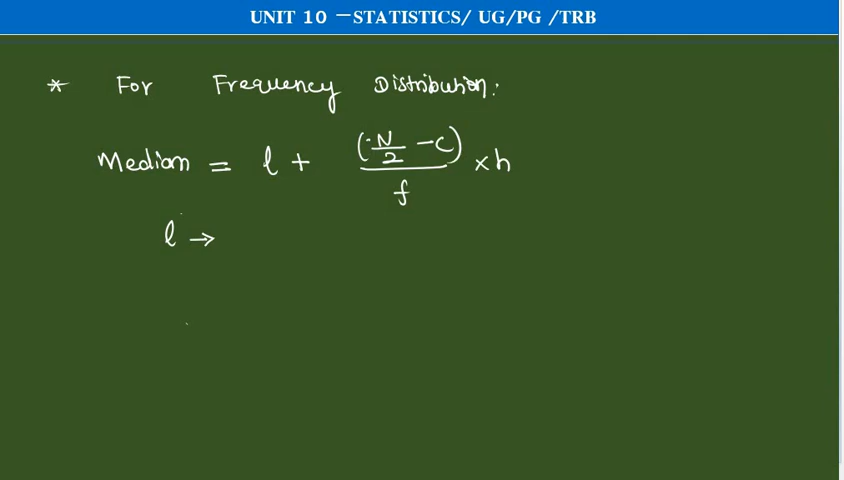 UNIT 10 – STATISTICS/ UG/PG /TRB
* For Frequency Distribution:
Median = l + (N/2 - C)/f × h
l →